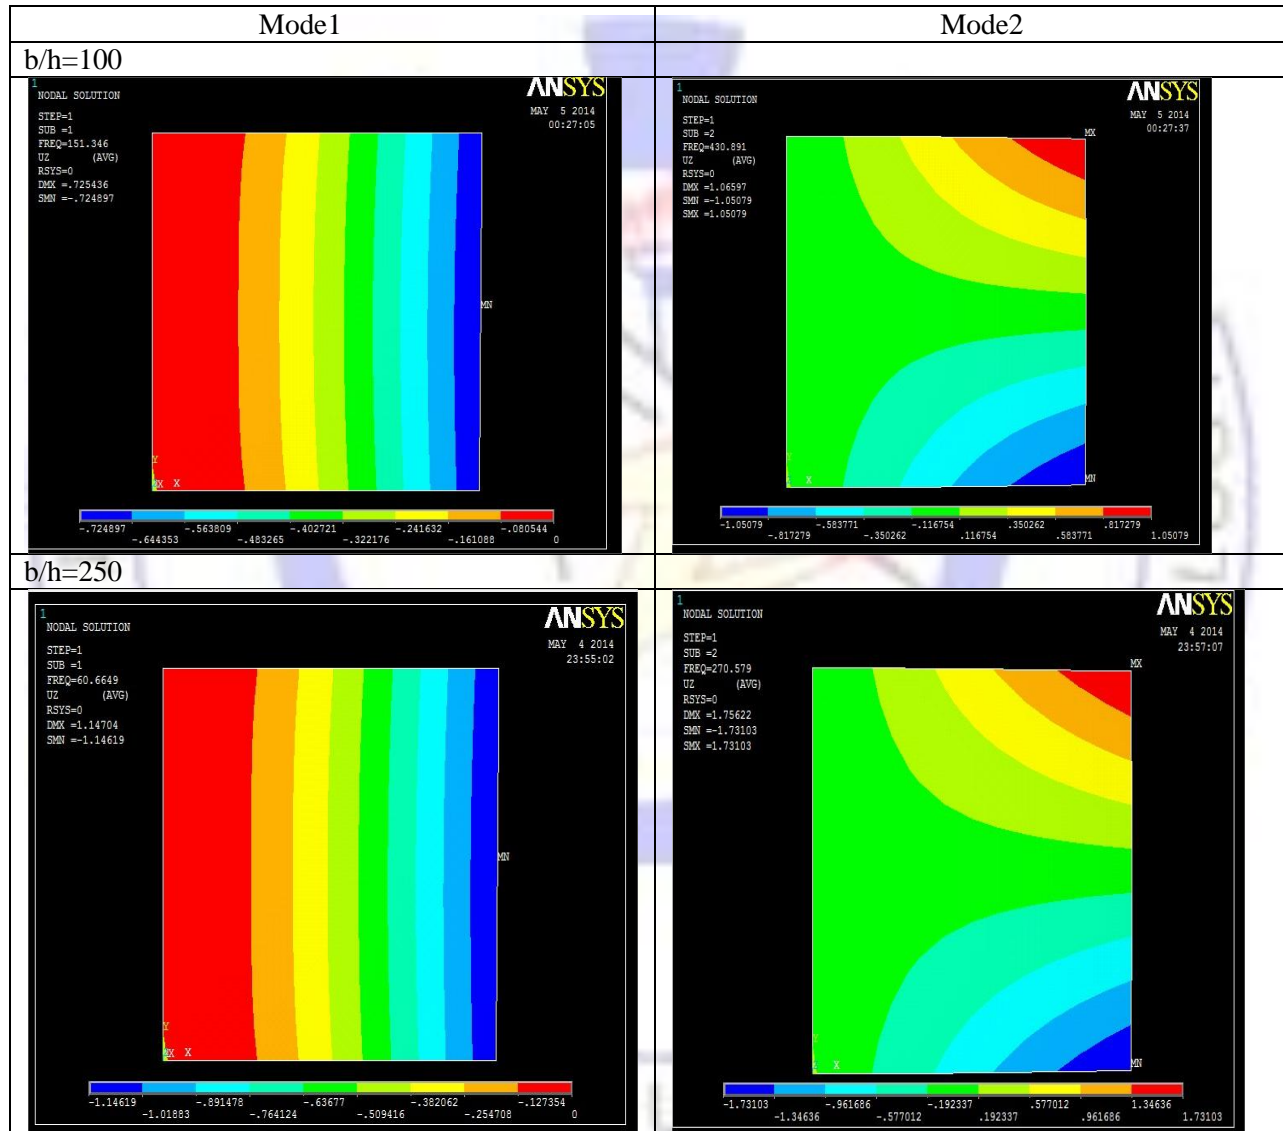 Mode1
Mode2
b/h=100
1
NODAL SOLUTION
STEP=1
SUB =1
FREQ=151.346
UZ (AVG)
RSYS=0
DMX =.725436
SMN =-.724897
ANSYS
MAY 5 2014
00:27:05
MN
Y
MX X
-.724897 -.563809 -.402721 -.241632 -.080544
-.644353 -.483265 -.322176 -.161088 0
1
NODAL SOLUTION
STEP=1
SUB =2
FREQ=430.891
UZ (AVG)
RSYS=0
DMX =1.06597
SMN =-1.05079
SMX =1.05079
ANSYS
MAY 5 2014
00:27:37
MX
Y
X
MN
-1.05079 -.583771 -.116754 .350262 .817279
-.817279 -.350262 .116754 .583771 1.05079
b/h=250
1
NODAL SOLUTION
STEP=1
SUB =1
FREQ=60.6649
UZ (AVG)
RSYS=0
DMX =1.14704
SMN =-1.14619
ANSYS
MAY 4 2014
23:55:02
MN
Y
MX X
-1.14619 -.891478 -.63677 -.382062 -.127354
-1.01883 -.764124 -.509416 -.254708 0
1
NODAL SOLUTION
STEP=1
SUB =2
FREQ=270.579
UZ (AVG)
RSYS=0
DMX =1.75622
SMN =-1.73103
SMX =1.73103
ANSYS
MAY 4 2014
23:57:07
MX
Y
X
MN
-1.73103 -.961686 -.192337 .577012 1.34636
-1.34636 -.577012 .192337 .961686 1.73103